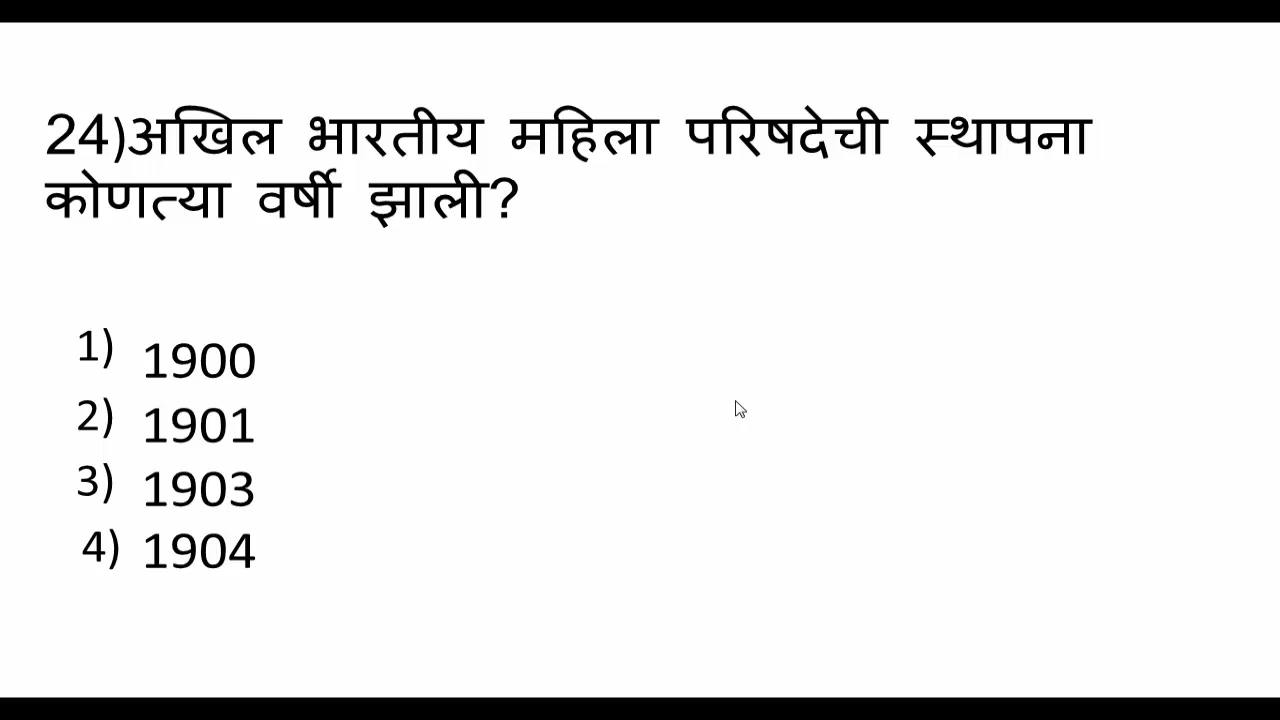 24)अखिल भारतीय महिला परिषदेची स्थापना
कोणत्या वर्षी झाली?
1) 1900
2) 1901
3) 1903
4) 1904